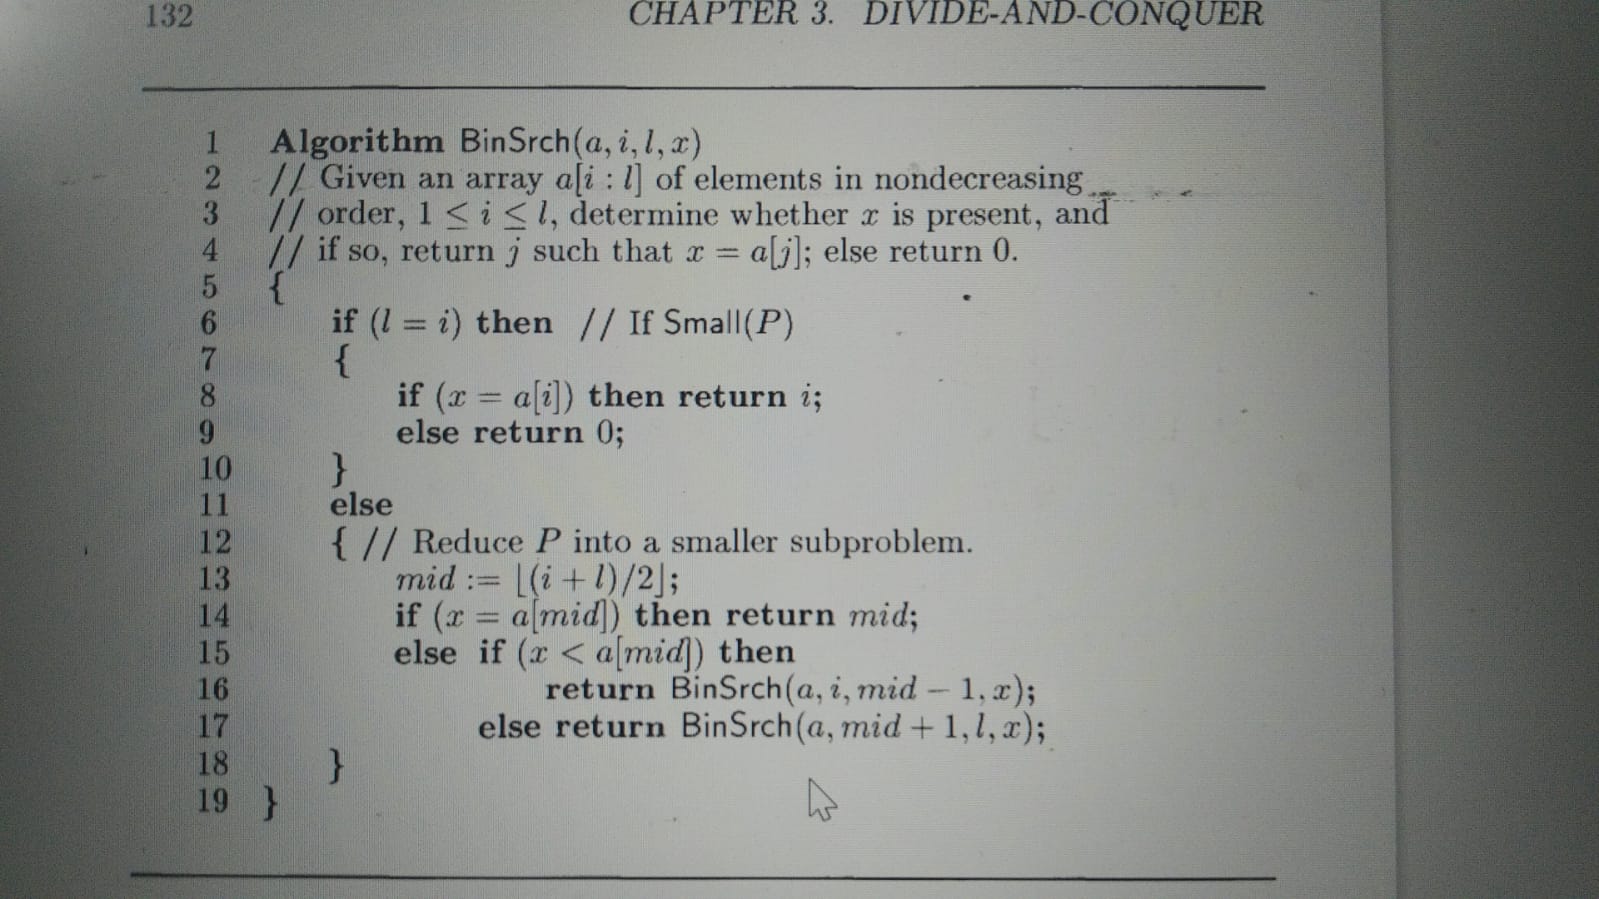 132 CHAPTER 3. DIVIDE-AND-CONQUER
1 Algorithm BinSrch(a, i, l, x)
2 // Given an array a[i : l] of elements in nondecreasing
3 // order, 1 ≤ i ≤ l, determine whether x is present, and
4 // if so, return j such that x = a[j]; else return 0.
5 {
6 if (l = i) then // If Small(P)
7 {
8 if (x = a[i]) then return i;
9 else return 0;
10 }
11 else
12 { // Reduce P into a smaller subproblem.
13 mid := ⌊(i + l)/2⌋;
14 if (x = a[mid]) then return mid;
15 else if (x < a[mid]) then
16 return BinSrch(a, i, mid − 1, x);
17 else return BinSrch(a, mid + 1, l, x);
18 }
19 }